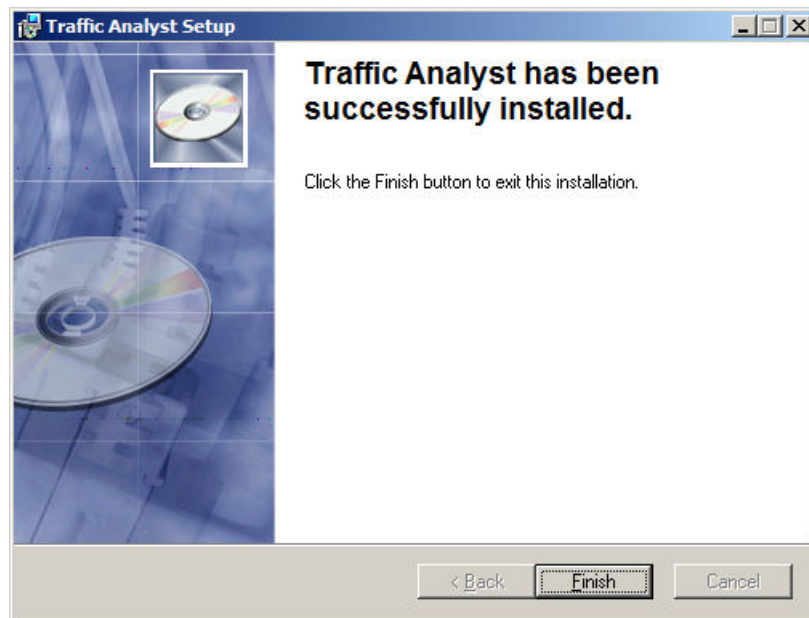 Traffic Analyst Setup
Traffic Analyst has been
successfully installed.
Click the Finish button to exit this installation.
< Back
Finish
Cancel